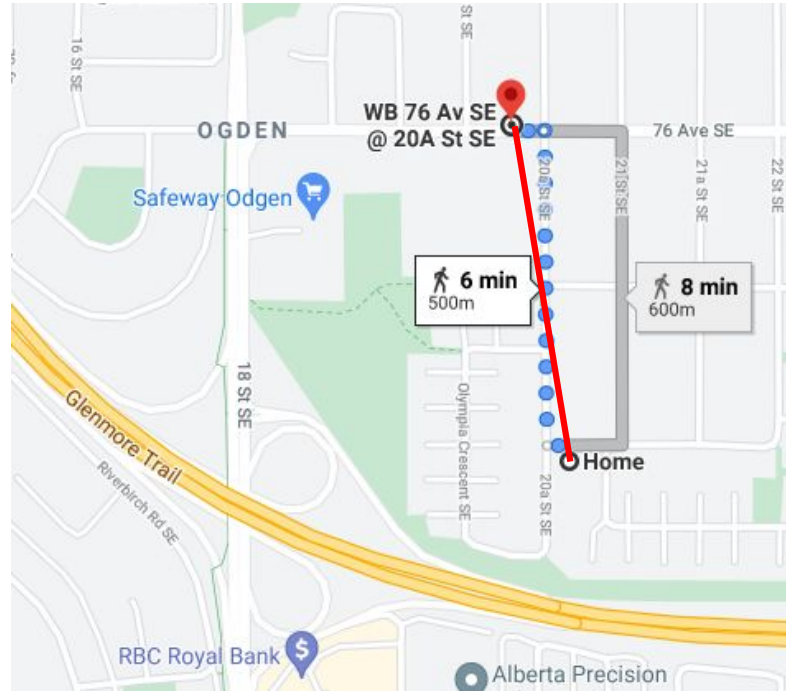 16 St SE
St SE
WB 76 Av SE
@ 20A St SE
OGDEN
76 Ave SE
Safeway Odgen
20a St SE
21 St SE
21a St SE
22 St SE
6 min
500m
8 min
600m
18 St SE
Glenmore Trail
Olympia Crescent SE
Home
Riverbirch Rd SE
20a St SE
RBC Royal Bank
$
Alberta Precision